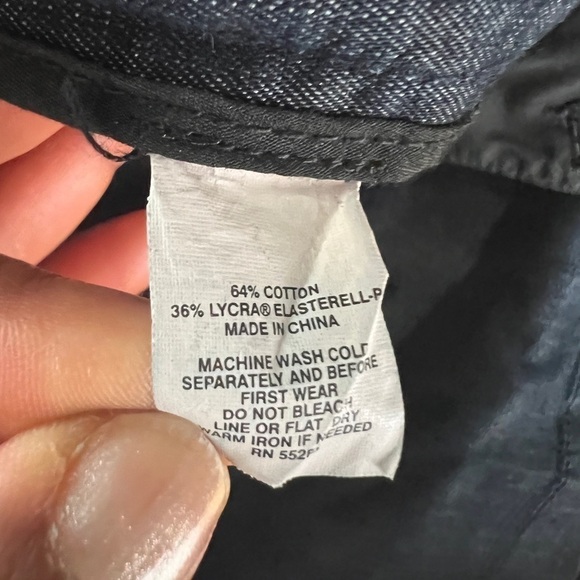 64% COTTON
36% LYCRA® ELASTERELL-P
MADE IN CHINA
MACHINE WASH COLD
SEPARATELY AND BEFORE
FIRST WEAR
DO NOT BLEACH
LINE OR FLAT DRY
WARM IRON IF NEEDED
RN